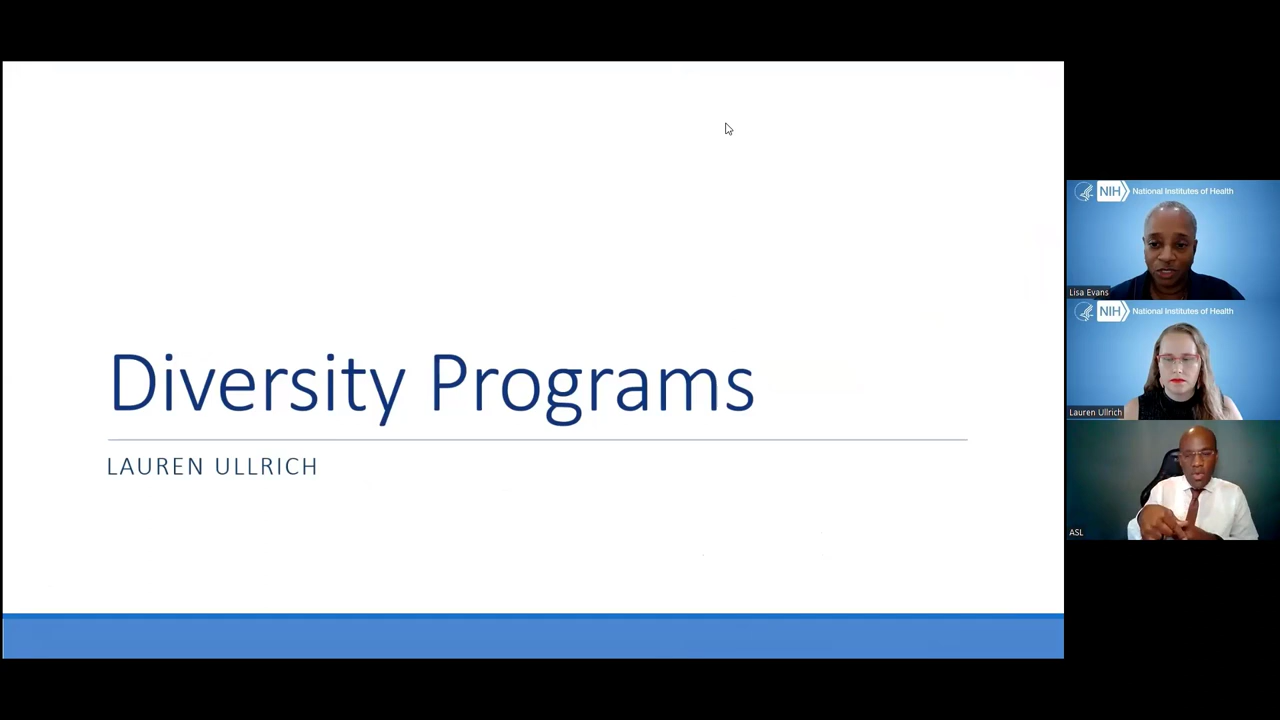 Diversity Programs
LAUREN ULLRICH
NIH National Institutes of Health
Lisa Evans
NIH National Institutes of Health
Lauren Ullrich
ASL